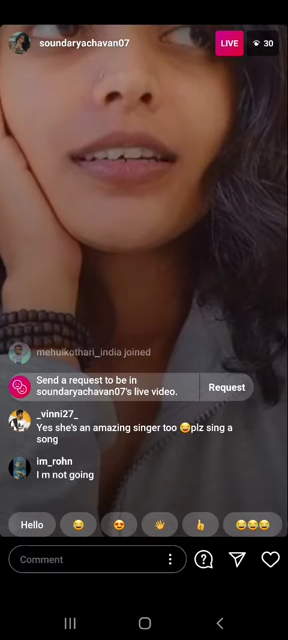 soundaryachavan07
LIVE
30
mehulkothari_india joined
Send a request to be in
soundaryachavan07's live video.
Request
_vinni27_
Yes she's an amazing singer too 😂plz sing a
song
im_rohn
I m not going
Hello
😂
😍
👋
👍
😂😂😂
Comment